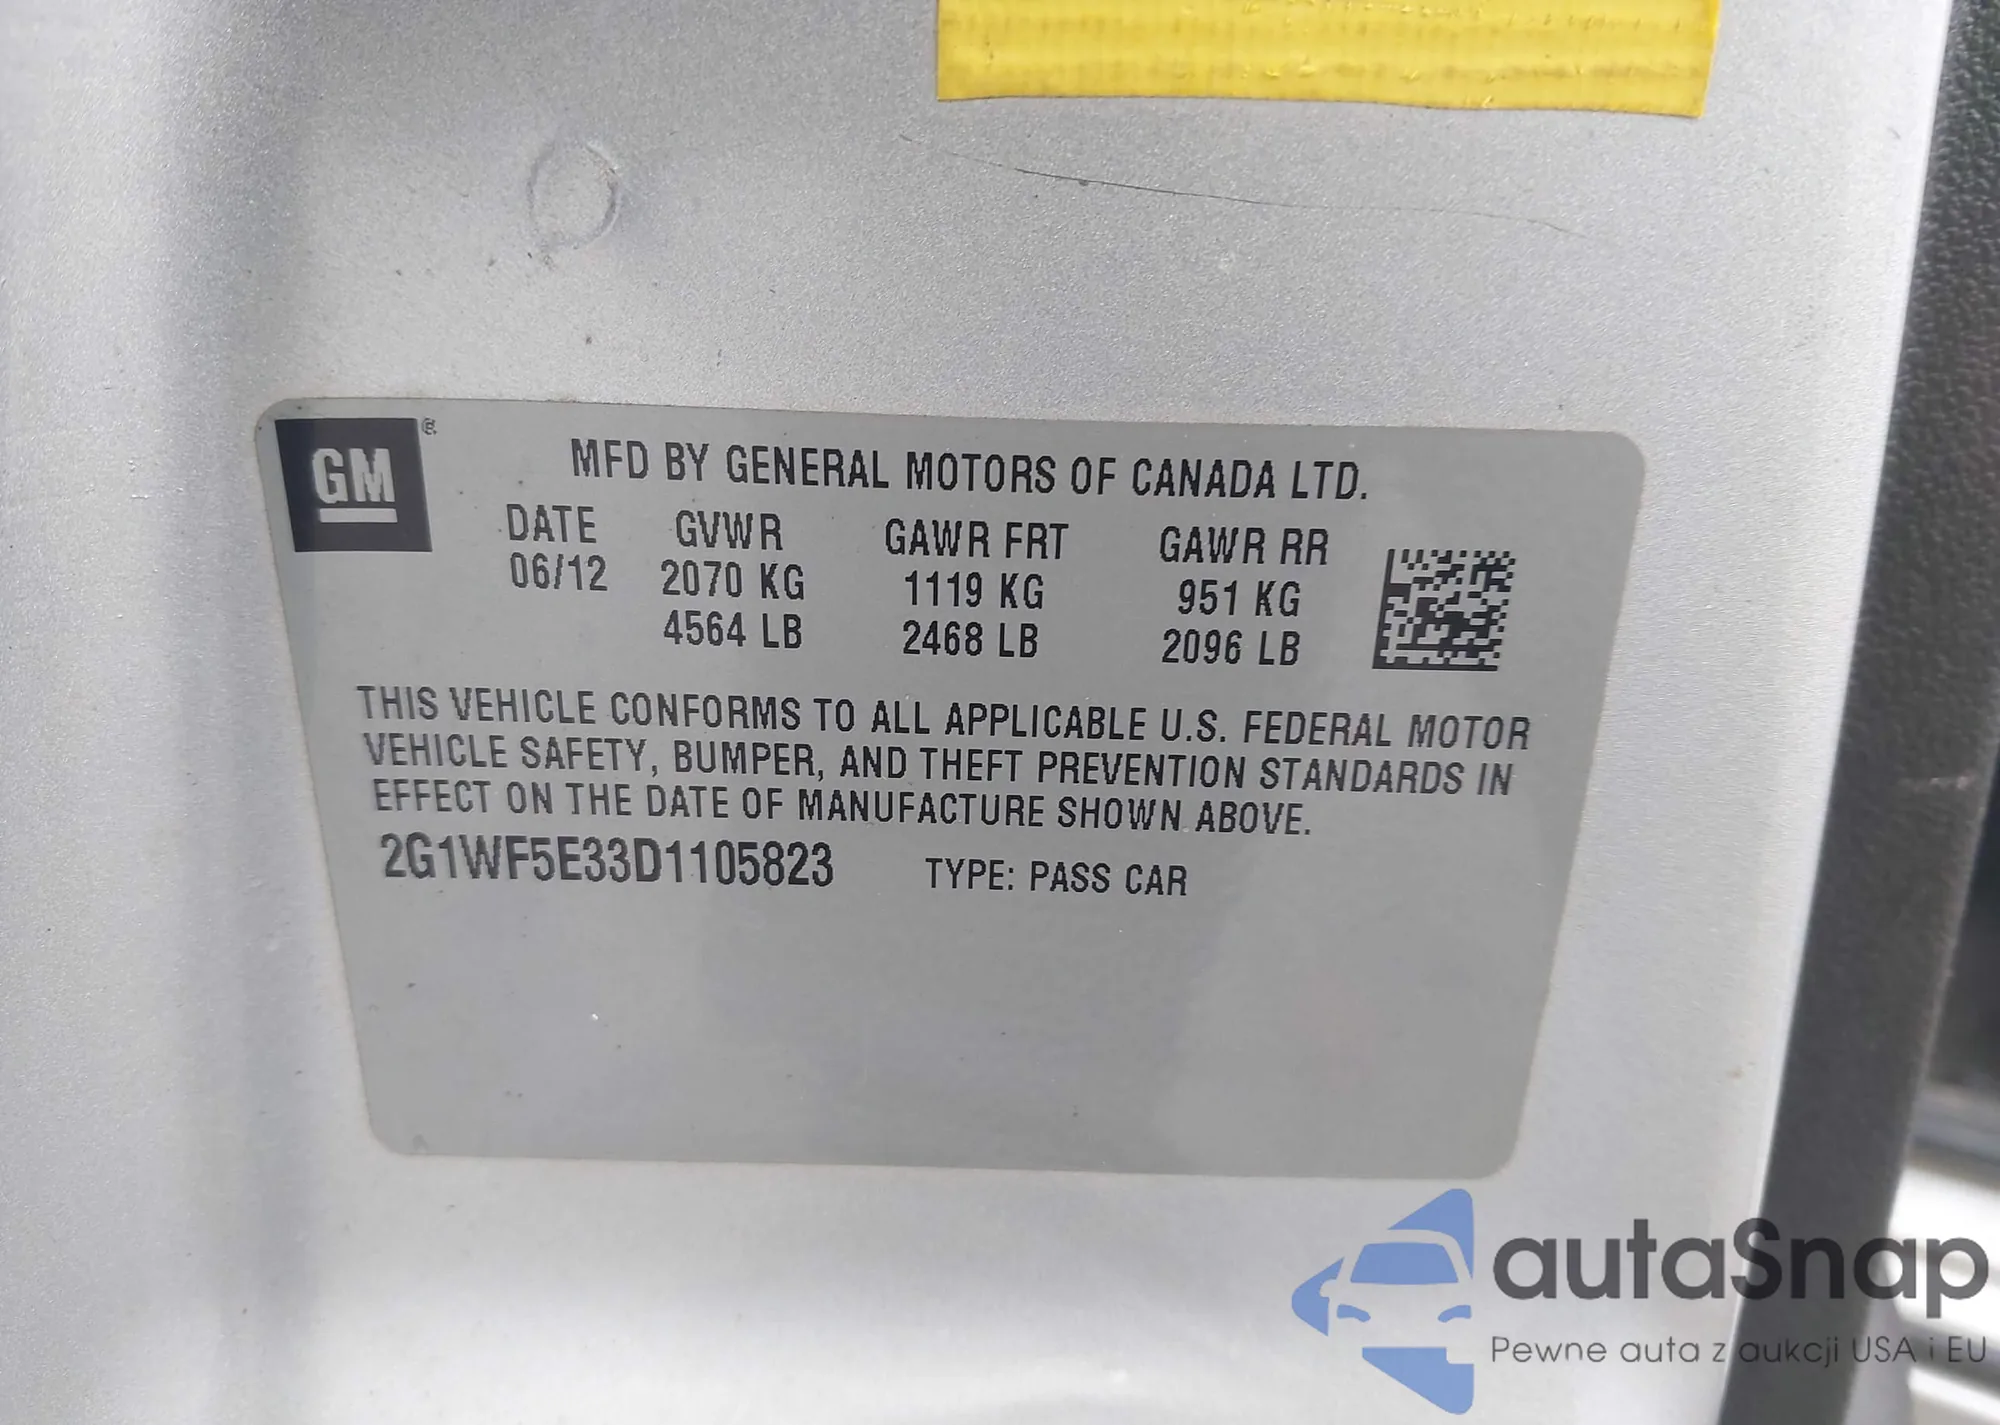 GM
MFD BY GENERAL MOTORS OF CANADA LTD.
DATE GVWR GAWR FRT GAWR RR
06/12 2070 KG 1119 KG 951 KG
4564 LB 2468 LB 2096 LB
THIS VEHICLE CONFORMS TO ALL APPLICABLE U.S. FEDERAL MOTOR
VEHICLE SAFETY, BUMPER, AND THEFT PREVENTION STANDARDS IN
EFFECT ON THE DATE OF MANUFACTURE SHOWN ABOVE.
2G1WF5E33D1105823 TYPE: PASS CAR
autaSnap
Pewne auta z aukcji USA i EU